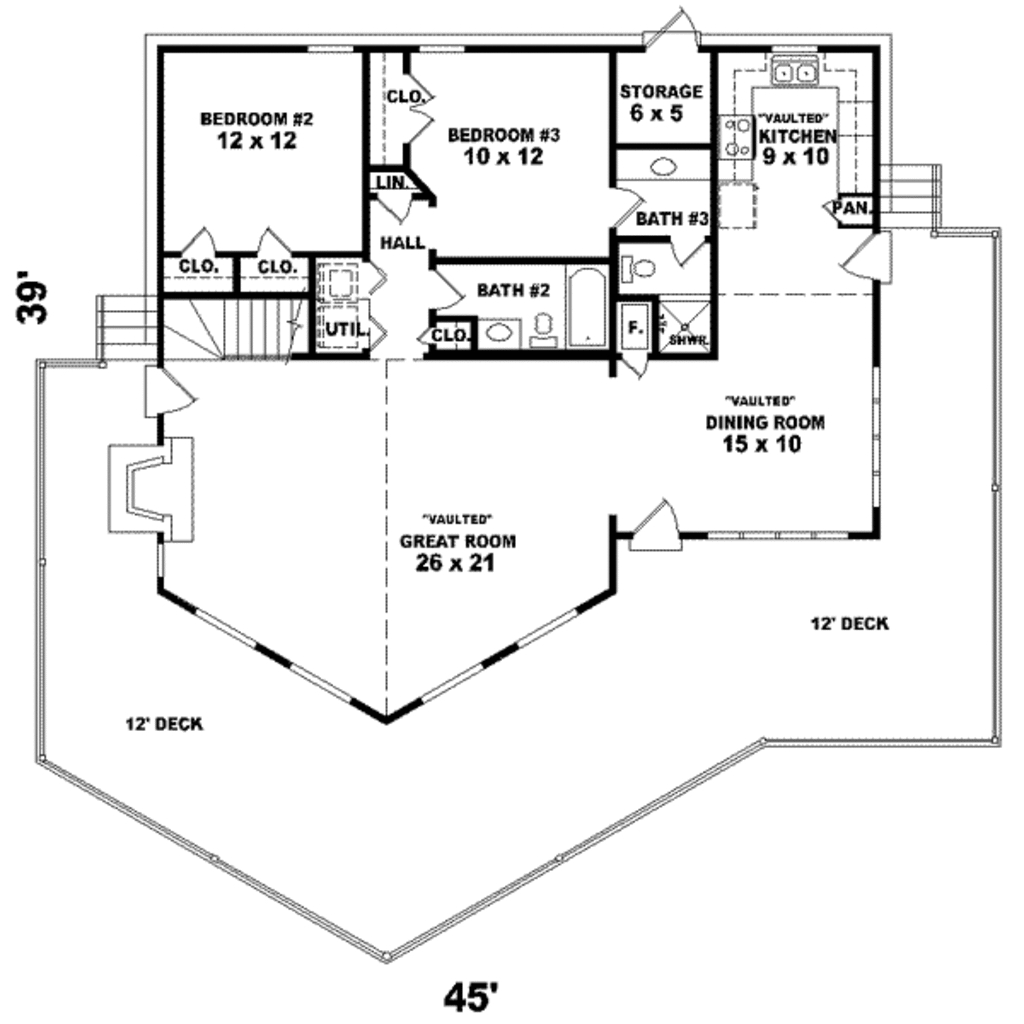 BEDROOM #2
12 x 12
CLO.
BEDROOM #3
10 x 12
STORAGE
6 x 5
"VAULTED"
KITCHEN
9 x 10
LIN.
PAN.
BATH #3
HALL
CLO.
CLO.
BATH #2
39'
UTIL.
CLO.
F.
SHWR.
"VAULTED"
DINING ROOM
15 x 10
"VAULTED"
GREAT ROOM
26 x 21
12' DECK
12' DECK
45'